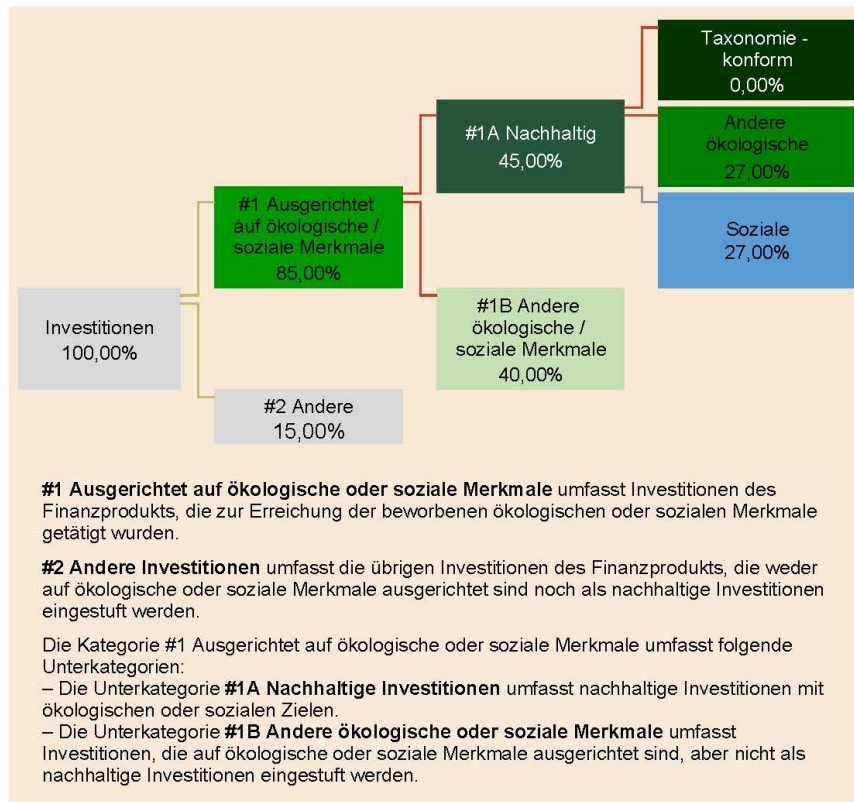 Taxonomie -
konform
0,00%
#1A Nachhaltig
45,00%
Andere
ökologische
27,00%
#1 Ausgerichtet
auf ökologische /
soziale Merkmale
85,00%
Soziale
27,00%
Investitionen
100,00%
#1B Andere
ökologische /
soziale Merkmale
40,00%
#2 Andere
15,00%
#1 Ausgerichtet auf ökologische oder soziale Merkmale umfasst Investitionen des
Finanzprodukts, die zur Erreichung der beworbenen ökologischen oder sozialen Merkmale
getätigt wurden.
#2 Andere Investitionen umfasst die übrigen Investitionen des Finanzprodukts, die weder
auf ökologische oder soziale Merkmale ausgerichtet sind noch als nachhaltige Investitionen
eingestuft werden.
Die Kategorie #1 Ausgerichtet auf ökologische oder soziale Merkmale umfasst folgende
Unterkategorien:
– Die Unterkategorie #1A Nachhaltige Investitionen umfasst nachhaltige Investitionen mit
ökologischen oder sozialen Zielen.
– Die Unterkategorie #1B Andere ökologische oder soziale Merkmale umfasst
Investitionen, die auf ökologische oder soziale Merkmale ausgerichtet sind, aber nicht als
nachhaltige Investitionen eingestuft werden.